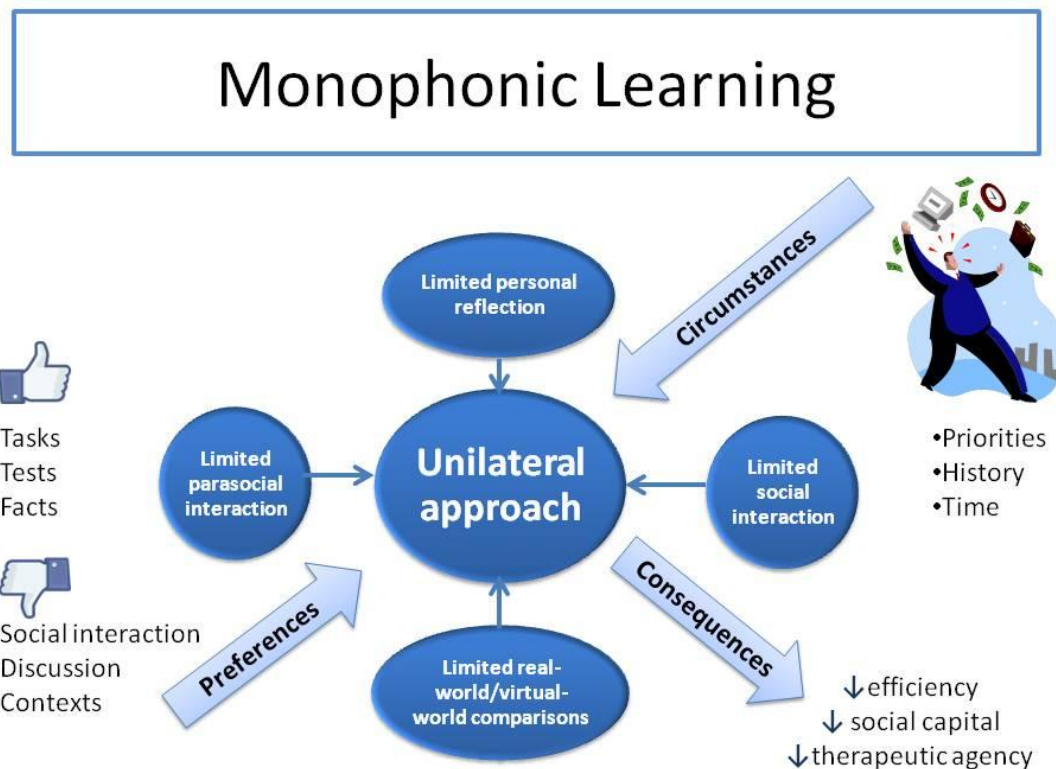 Monophonic Learning
Circumstances
Limited personal
reflection
Tasks
Tests
Facts
Limited
parasocial
interaction
Unilateral
approach
Limited
social
interaction
•Priorities
•History
•Time
Social interaction
Discussion
Contexts
Preferences
Limited real-
world/virtual-
world comparisons
Consequences
↓efficiency
↓ social capital
↓therapeutic agency